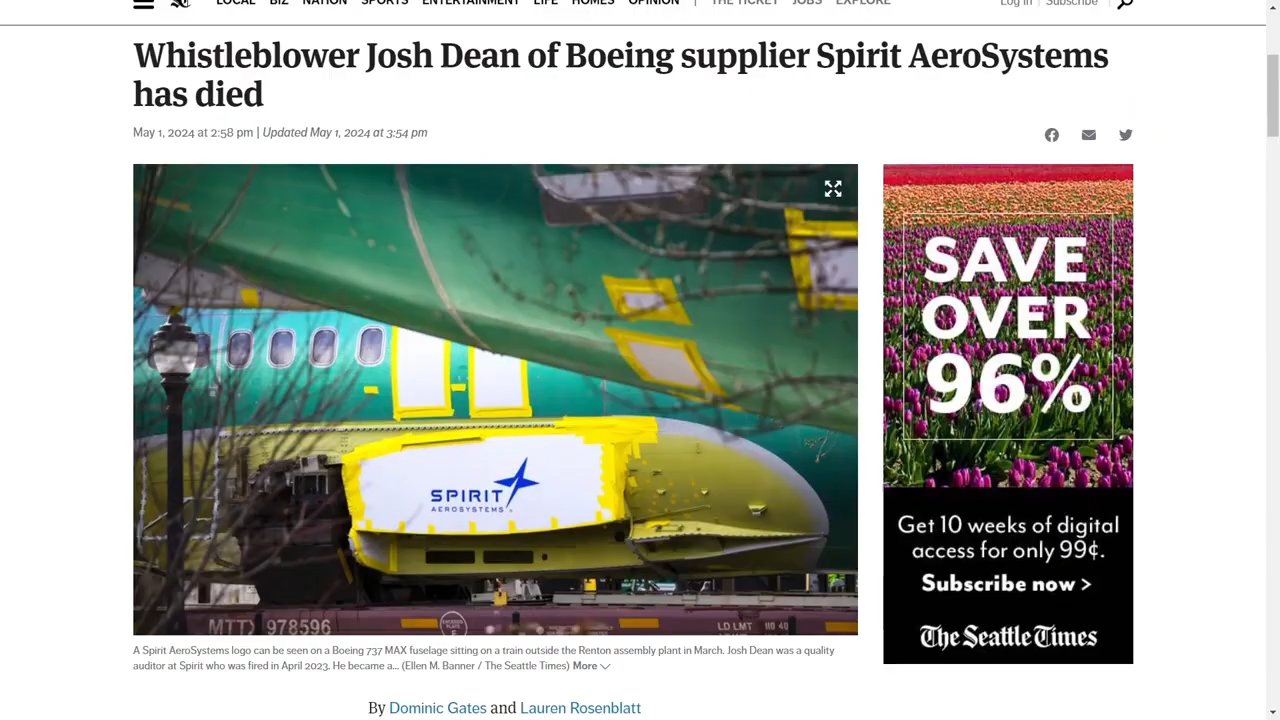 LOCAL BIZ NATION SPORTS ENTERTAINMENT LIFE HOMES OPINION | THE TICKET JOBS EXPLORE Log In | Subscribe
Whistleblower Josh Dean of Boeing supplier Spirit AeroSystems
has died
May 1, 2024 at 2:58 pm | Updated May 1, 2024 at 3:54 pm
SPIRIT
AEROSYSTEMS
MTTX 978596
LD LMT
A Spirit AeroSystems logo can be seen on a Boeing 737 MAX fuselage sitting on a train outside the Renton assembly plant in March. Josh Dean was a quality
auditor at Spirit who was fired in April 2023. He became a... (Ellen M. Banner / The Seattle Times) More
SAVE
OVER
96%
Get 10 weeks of digital
access for only 99¢.
Subscribe now >
The Seattle Times
By Dominic Gates and Lauren Rosenblatt